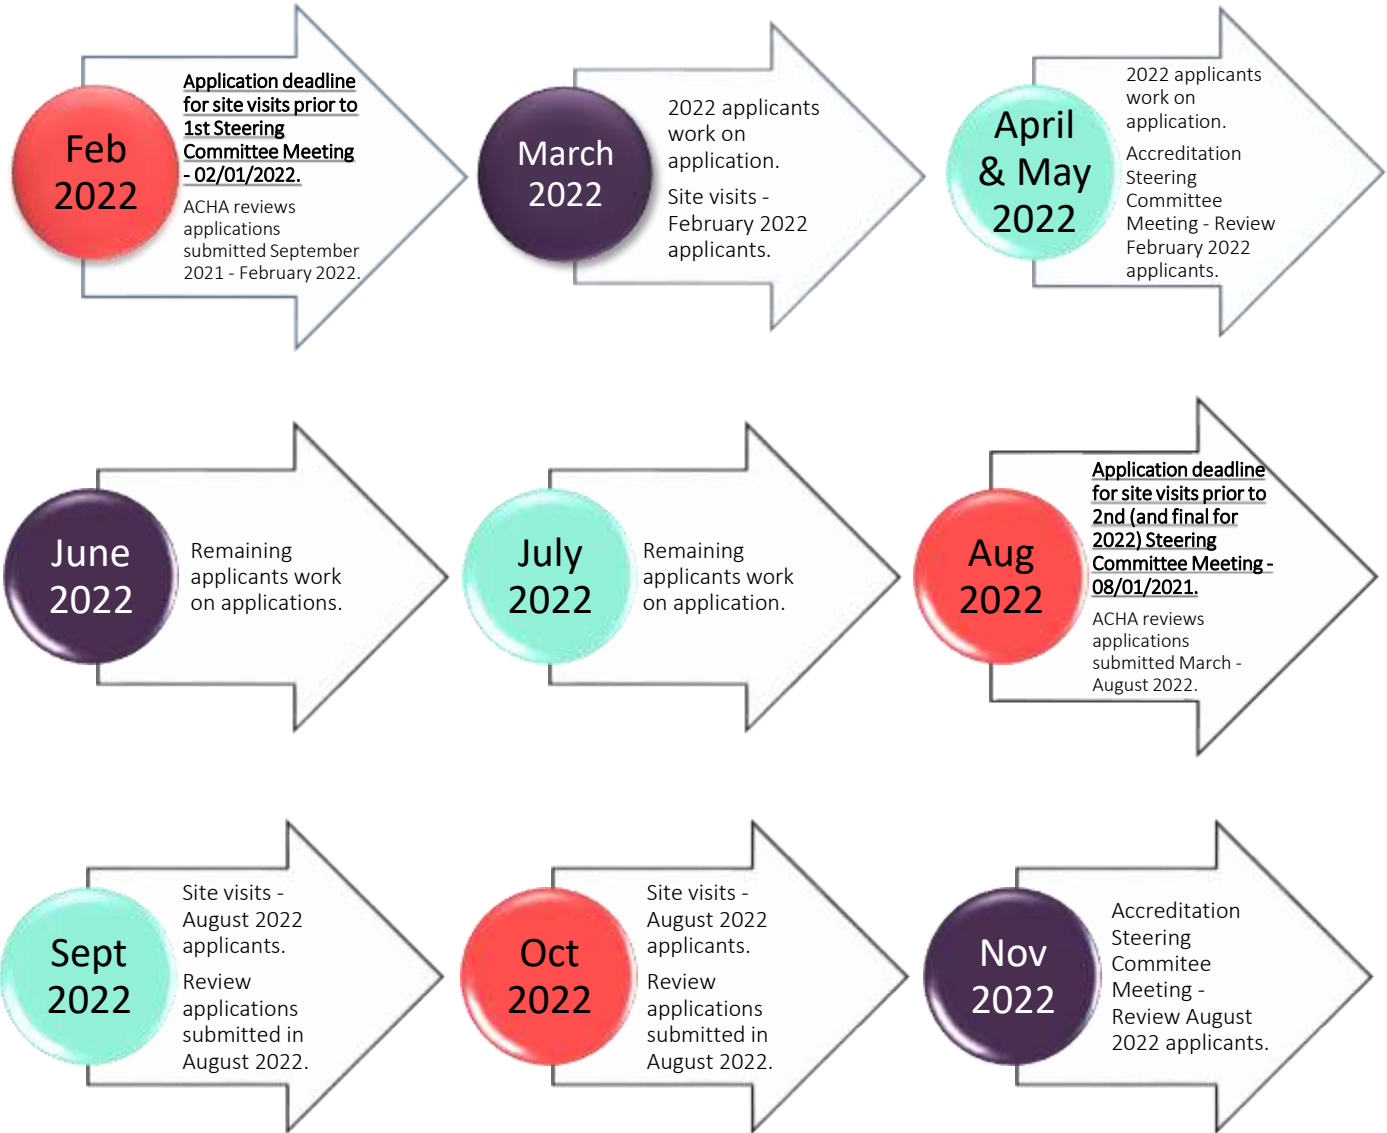 Feb
2022
Application deadline
for site visits prior to
1st Steering
Committee Meeting
- 02/01/2022.
ACHA reviews
applications
submitted September
2021 - February 2022.
March
2022
2022 applicants
work on
application.
Site visits -
February 2022
applicants.
April
& May
2022
2022 applicants
work on
application.
Accreditation
Steering
Committee
Meeting - Review
February 2022
applicants.
June
2022
Remaining
applicants work
on applications.
July
2022
Remaining
applicants work
on application.
Aug
2022
Application deadline
for site visits prior to
2nd (and final for
2022) Steering
Committee Meeting -
08/01/2021.
ACHA reviews
applications
submitted March -
August 2022.
Sept
2022
Site visits -
August 2022
applicants.
Review
applications
submitted in
August 2022.
Oct
2022
Site visits -
August 2022
applicants.
Review
applications
submitted in
August 2022.
Nov
2022
Accreditation
Steering
Commitee
Meeting -
Review August
2022 applicants.